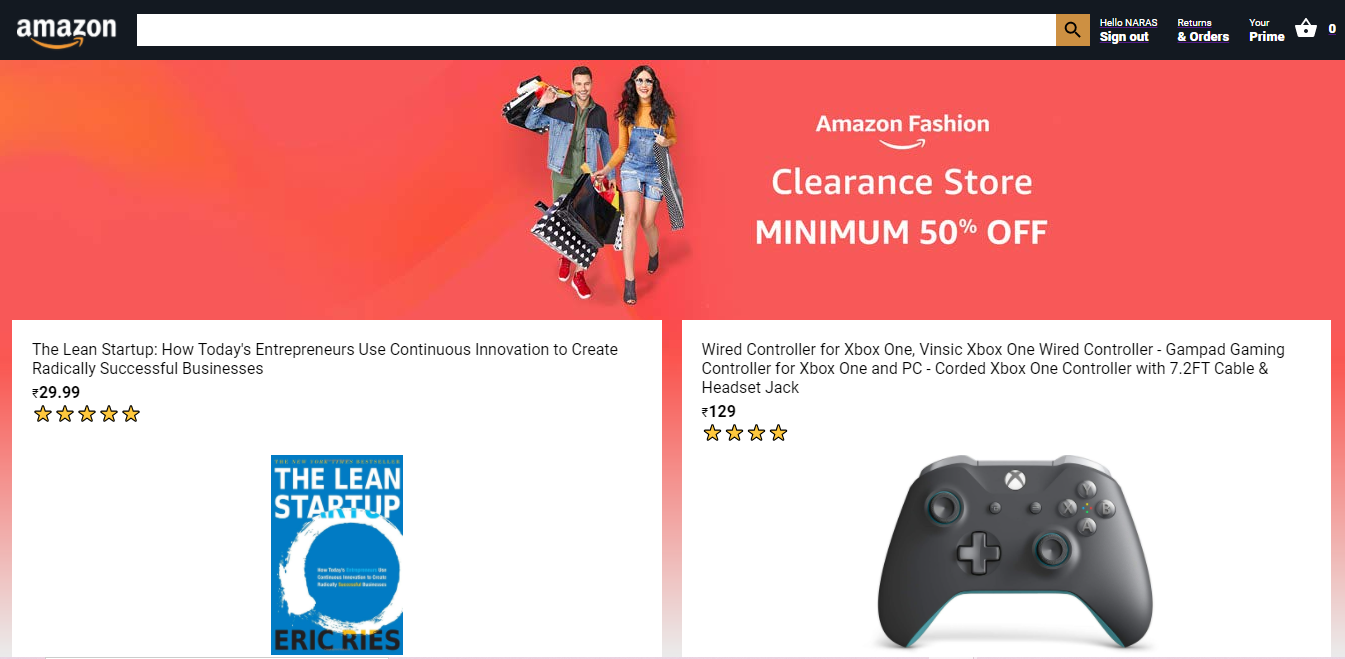 amazon
Hello NARAS
Sign out
Returns
& Orders
Your
Prime
0
Amazon Fashion
Clearance Store
MINIMUM 50% OFF
The Lean Startup: How Today's Entrepreneurs Use Continuous Innovation to Create
Radically Successful Businesses
₹29.99
THE NEW YORK TIMES BESTSELLER
THE LEAN
STARTUP
How Today's Entrepreneurs Use
Continuous Innovation to Create
Radically Successful Businesses
ERIC RIES
Wired Controller for Xbox One, Vinsic Xbox One Wired Controller - Gampad Gaming
Controller for Xbox One and PC - Corded Xbox One Controller with 7.2FT Cable &
Headset Jack
₹129
Y
X
B
A